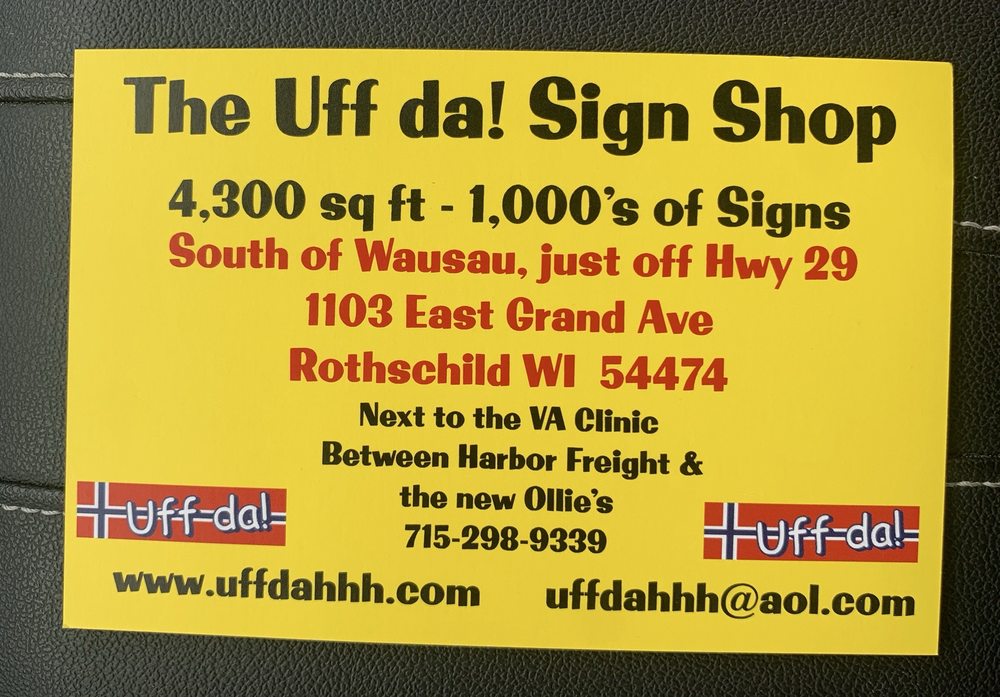 The Uff da! Sign Shop
4,300 sq ft - 1,000's of Signs
South of Wausau, just off Hwy 29
1103 East Grand Ave
Rothschild WI 54474
Next to the VA Clinic
Between Harbor Freight &
the new Ollie's
715-298-9339
Uff da!
Uff da!
www.uffdahhh.com
uffdahhh@aol.com